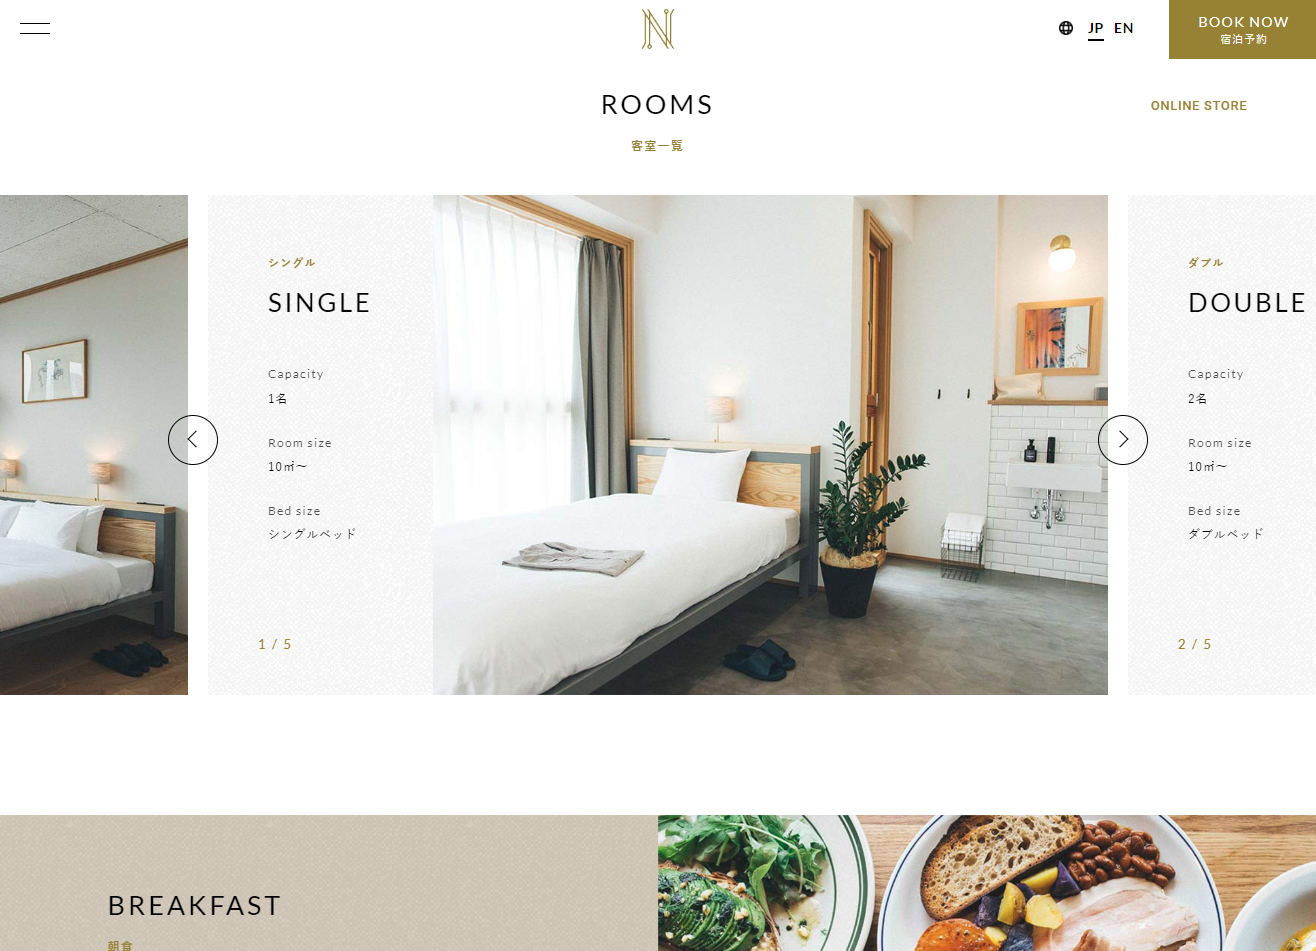 JP EN
BOOK NOW
宿泊予約
ROOMS
客室一覧
ONLINE STORE
シングル
SINGLE
Capacity
1名
Room size
10㎡〜
Bed size
シングルベッド
1 / 5
ダブル
DOUBLE
Capacity
2名
Room size
10㎡〜
Bed size
ダブルベッド
2 / 5
BREAKFAST
朝食